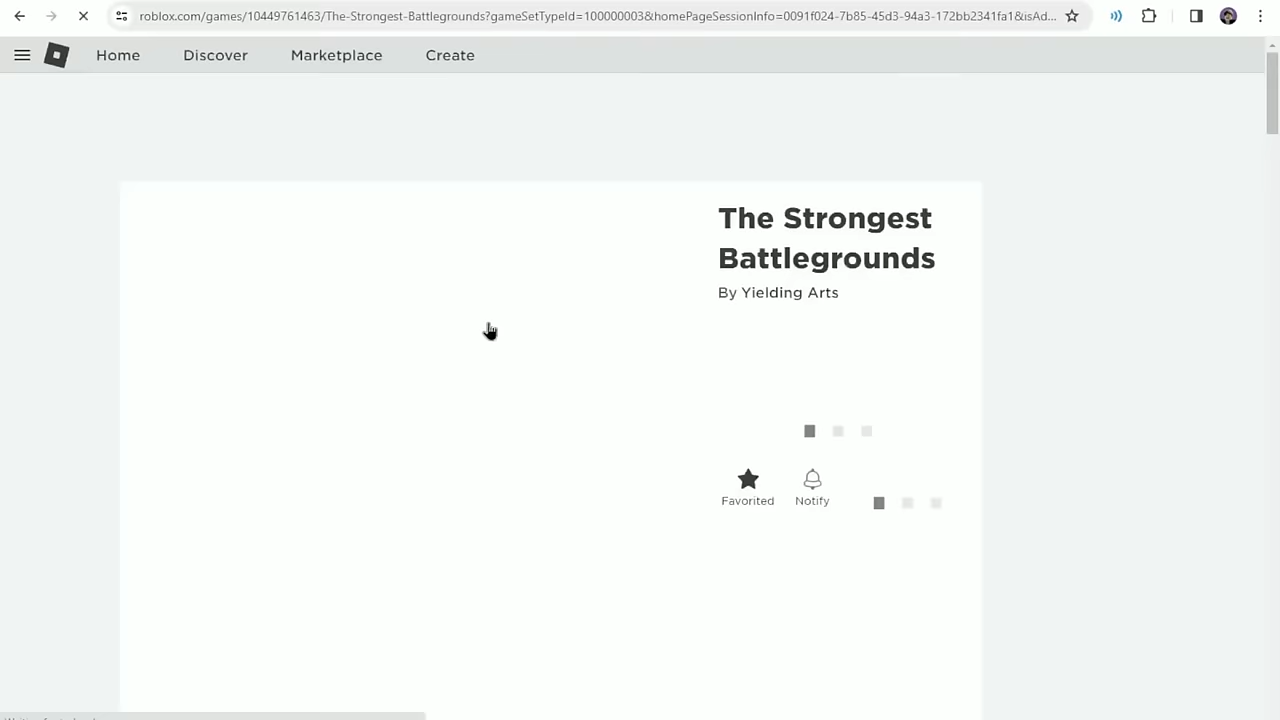 roblox.com/games/10449761463/The-Strongest-Battlegrounds?gameSetTypeId=100000003&homePageSessionInfo=0091f024-7b85-45d3-94a3-172bb2341fa1&isAd...
Home Discover Marketplace Create
The Strongest
Battlegrounds
By Yielding Arts
Favorited Notify